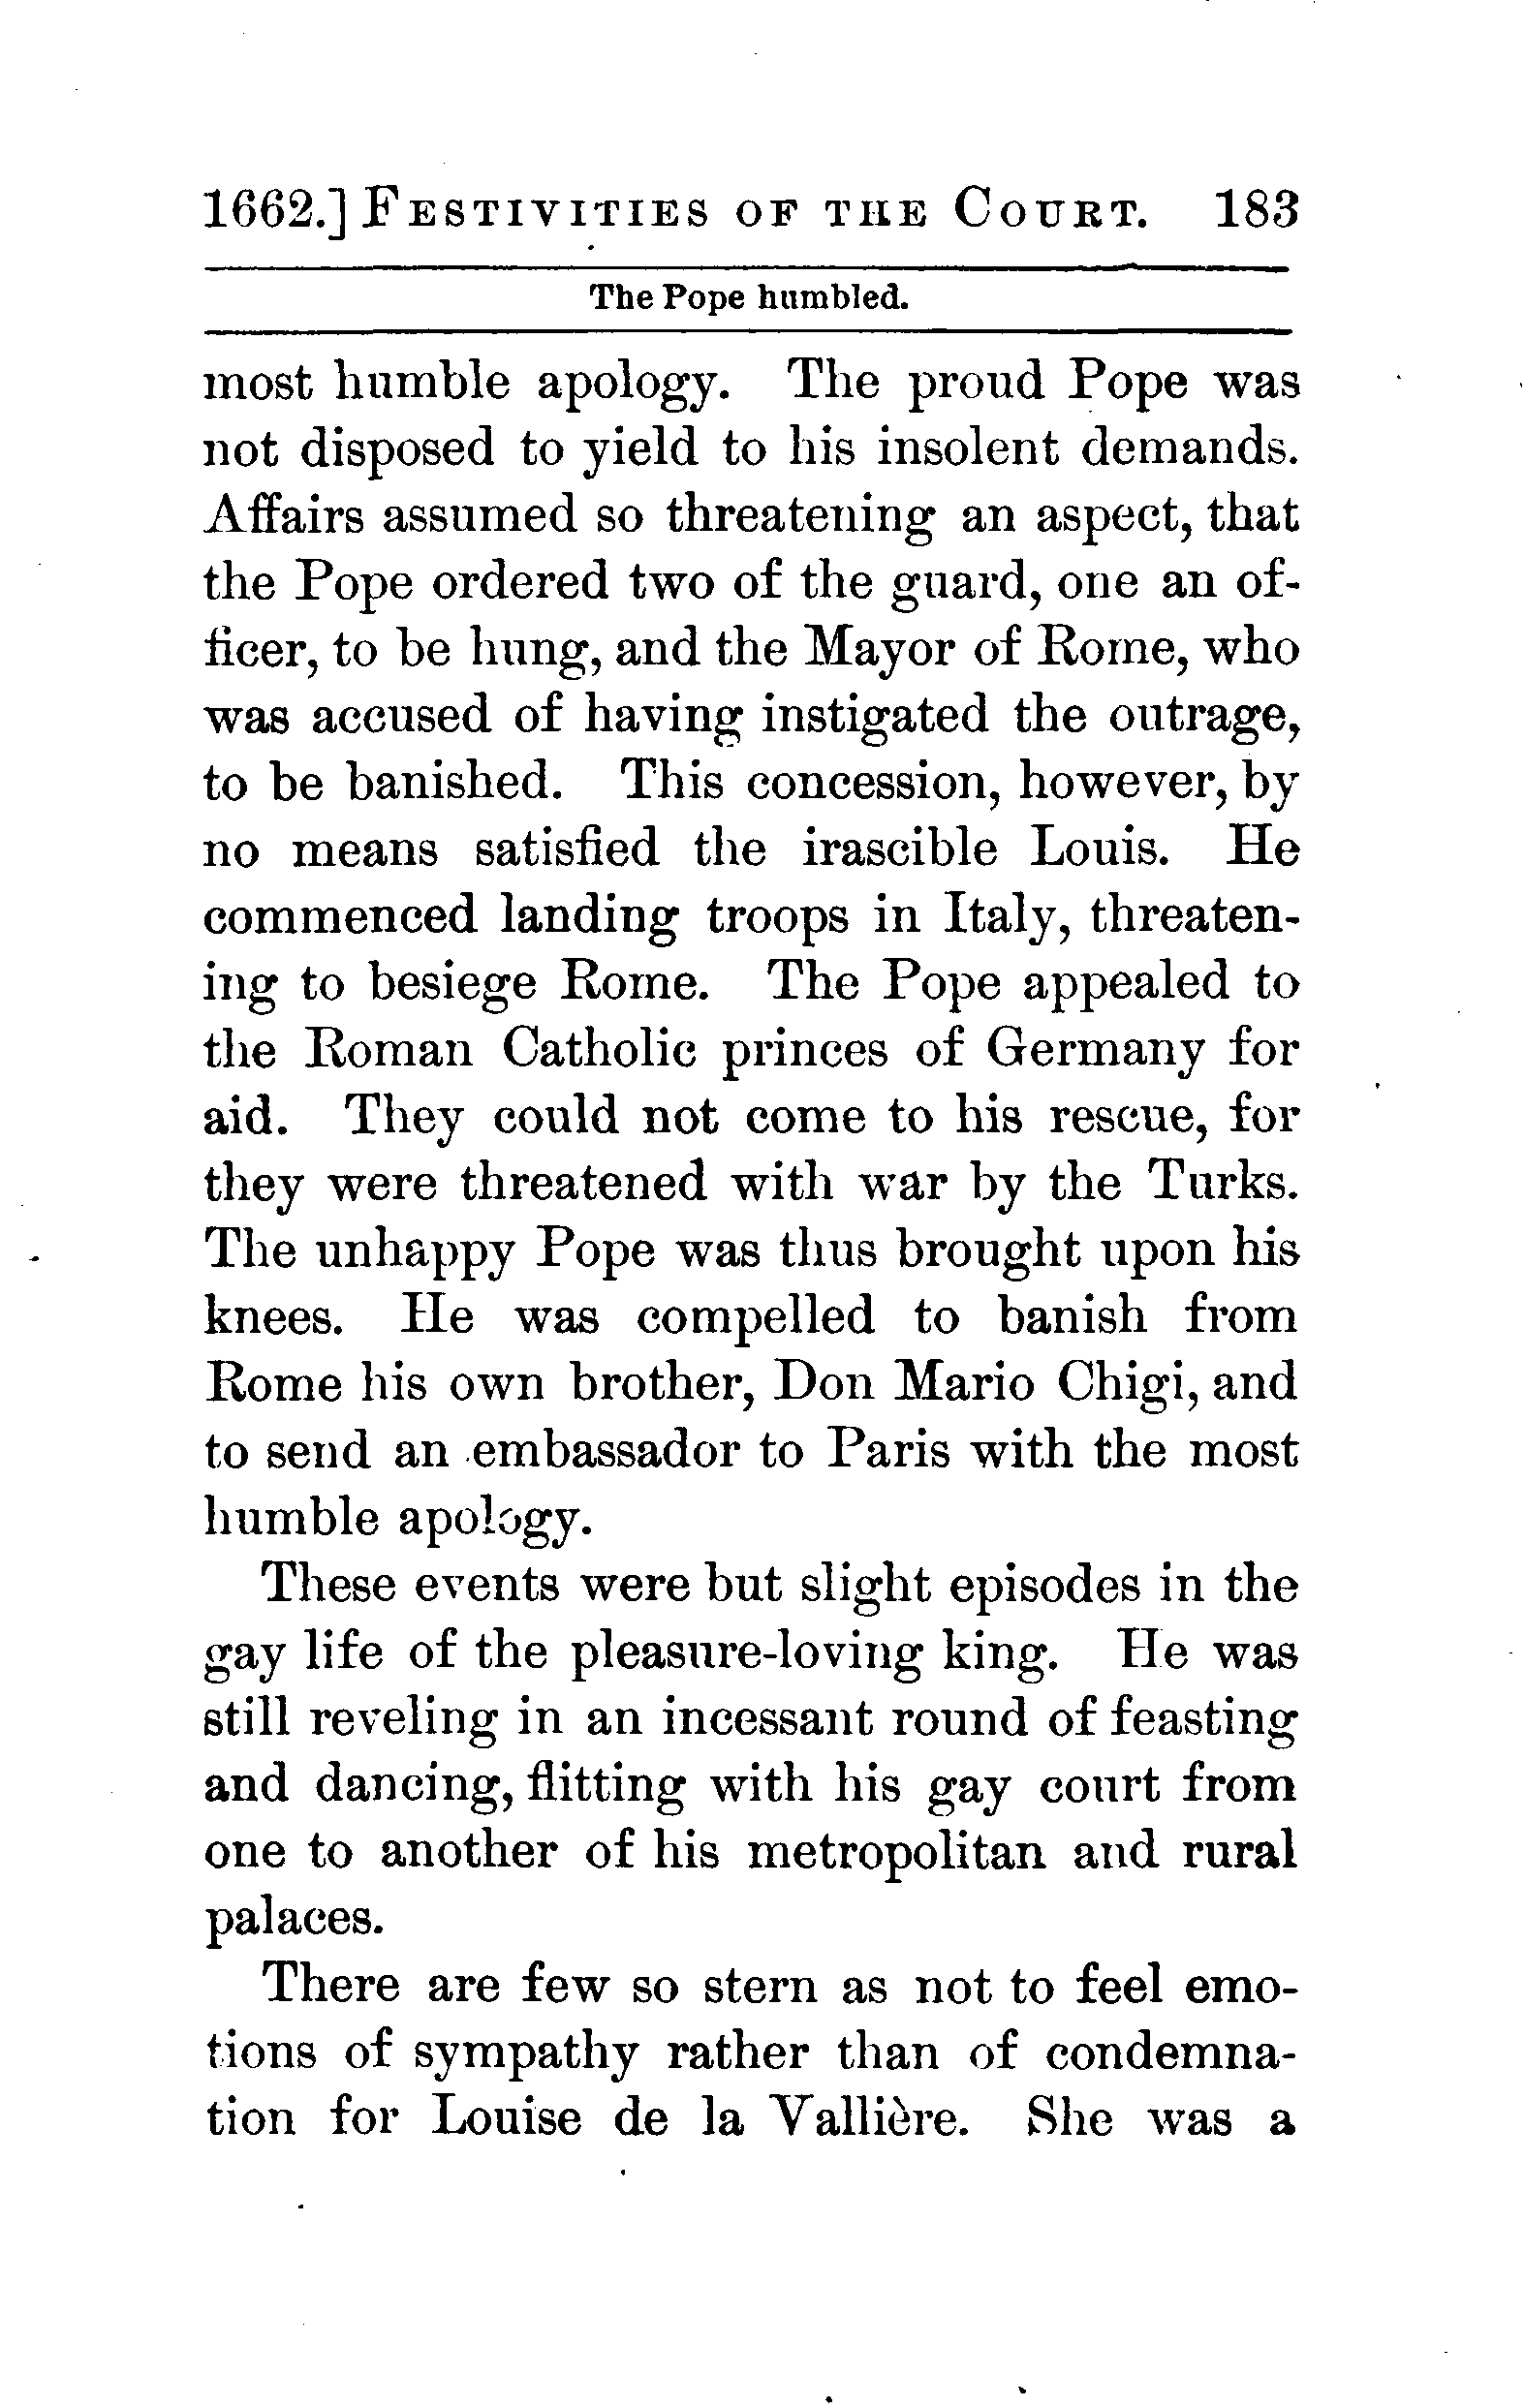 1662.] FESTIVITIES OF THE COURT. 183
The Pope humbled.
most humble apology. The proud Pope was
not disposed to yield to his insolent demands.
Affairs assumed so threatening an aspect, that
the Pope ordered two of the guard, one an of-
ficer, to be hung, and the Mayor of Rome, who
was accused of having instigated the outrage,
to be banished. This concession, however, by
no means satisfied the irascible Louis. He
commenced landing troops in Italy, threaten-
ing to besiege Rome. The Pope appealed to
the Roman Catholic princes of Germany for
aid. They could not come to his rescue, for
they were threatened with war by the Turks.
The unhappy Pope was thus brought upon his
knees. He was compelled to banish from
Rome his own brother, Don Mario Chigi, and
to send an embassador to Paris with the most
humble apology.
These events were but slight episodes in the
gay life of the pleasure-loving king. He was
still reveling in an incessant round of feasting
and dancing, flitting with his gay court from
one to another of his metropolitan and rural
palaces.
There are few so stern as not to feel emo-
tions of sympathy rather than of condemna-
tion for Louise de la Vallière. She was a